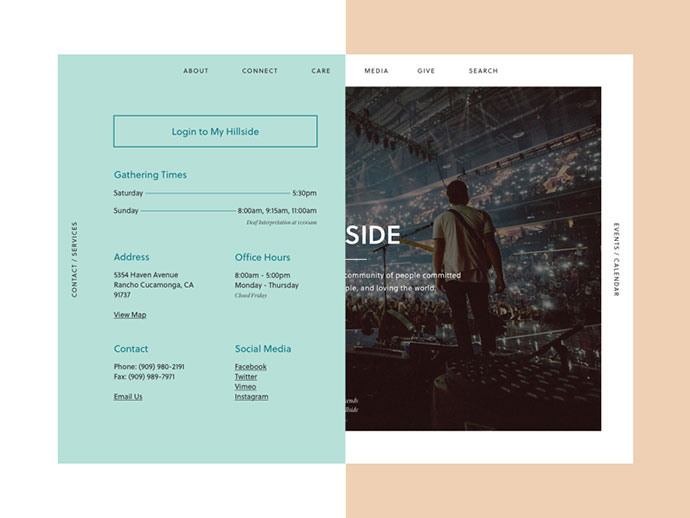 ABOUT CONNECT CARE MEDIA GIVE SEARCH
Login to My Hillside
Gathering Times
Saturday 5:30pm
Sunday 8:00am, 9:15am, 11:00am
Deaf Interpretation at 11:00am
CONTACT / SERVICES
Address
5354 Haven Avenue
Rancho Cucamonga, CA
91737
View Map
Office Hours
8:00am - 5:00pm
Monday - Thursday
Closed Friday
Contact
Phone: (909) 980-2191
Fax: (909) 989-7971
Email Us
Social Media
Facebook
Twitter
Vimeo
Instagram
SIDE
community of people committed
ple, and loving the world.
ends
llside
EVENTS / CALENDAR